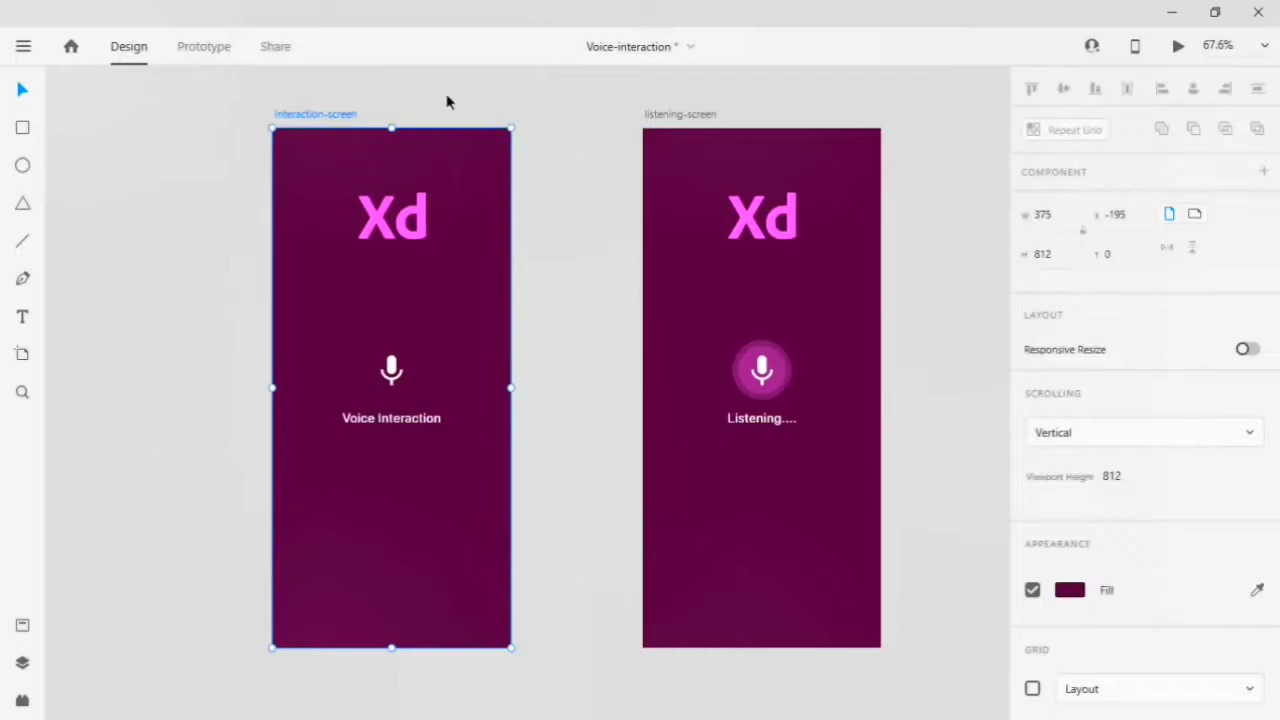 Design Prototype Share Voice-interaction * 67.6%
interaction-screen
listening-screen
Xd
Voice Interaction
Xd
Listening....
T
Repeat Grid
COMPONENT
W 375 X -195
H 812 Y 0
LAYOUT
Responsive Resize
SCROLLING
Vertical
Viewport Height 812
APPEARANCE
Fill
GRID
Layout